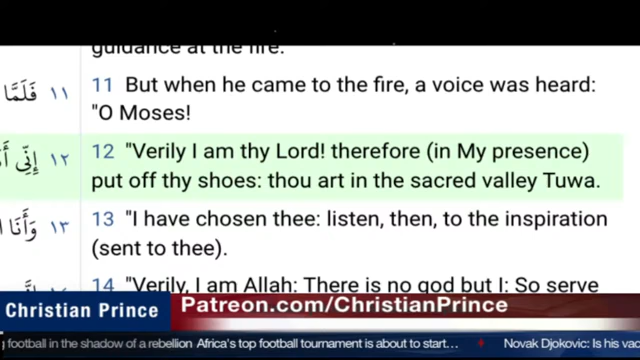 guidance at the fire.
فَلَمَّا ١١ 11 But when he came to the fire, a voice was heard:
"O Moses!
إِنِّي ١٢ 12 "Verily I am thy Lord! therefore (in My presence)
put off thy shoes: thou art in the sacred valley Tuwa.
١٣ 13 "I have chosen thee: listen, then, to the inspiration
(sent to thee).
14 "Verily, I am Allah: There is no god but I: So serve
Christian Prince Patreon.com/ChristianPrince
football in the shadow of a rebellion Africa's top football tournament is about to start... Novak Djokovic: Is his